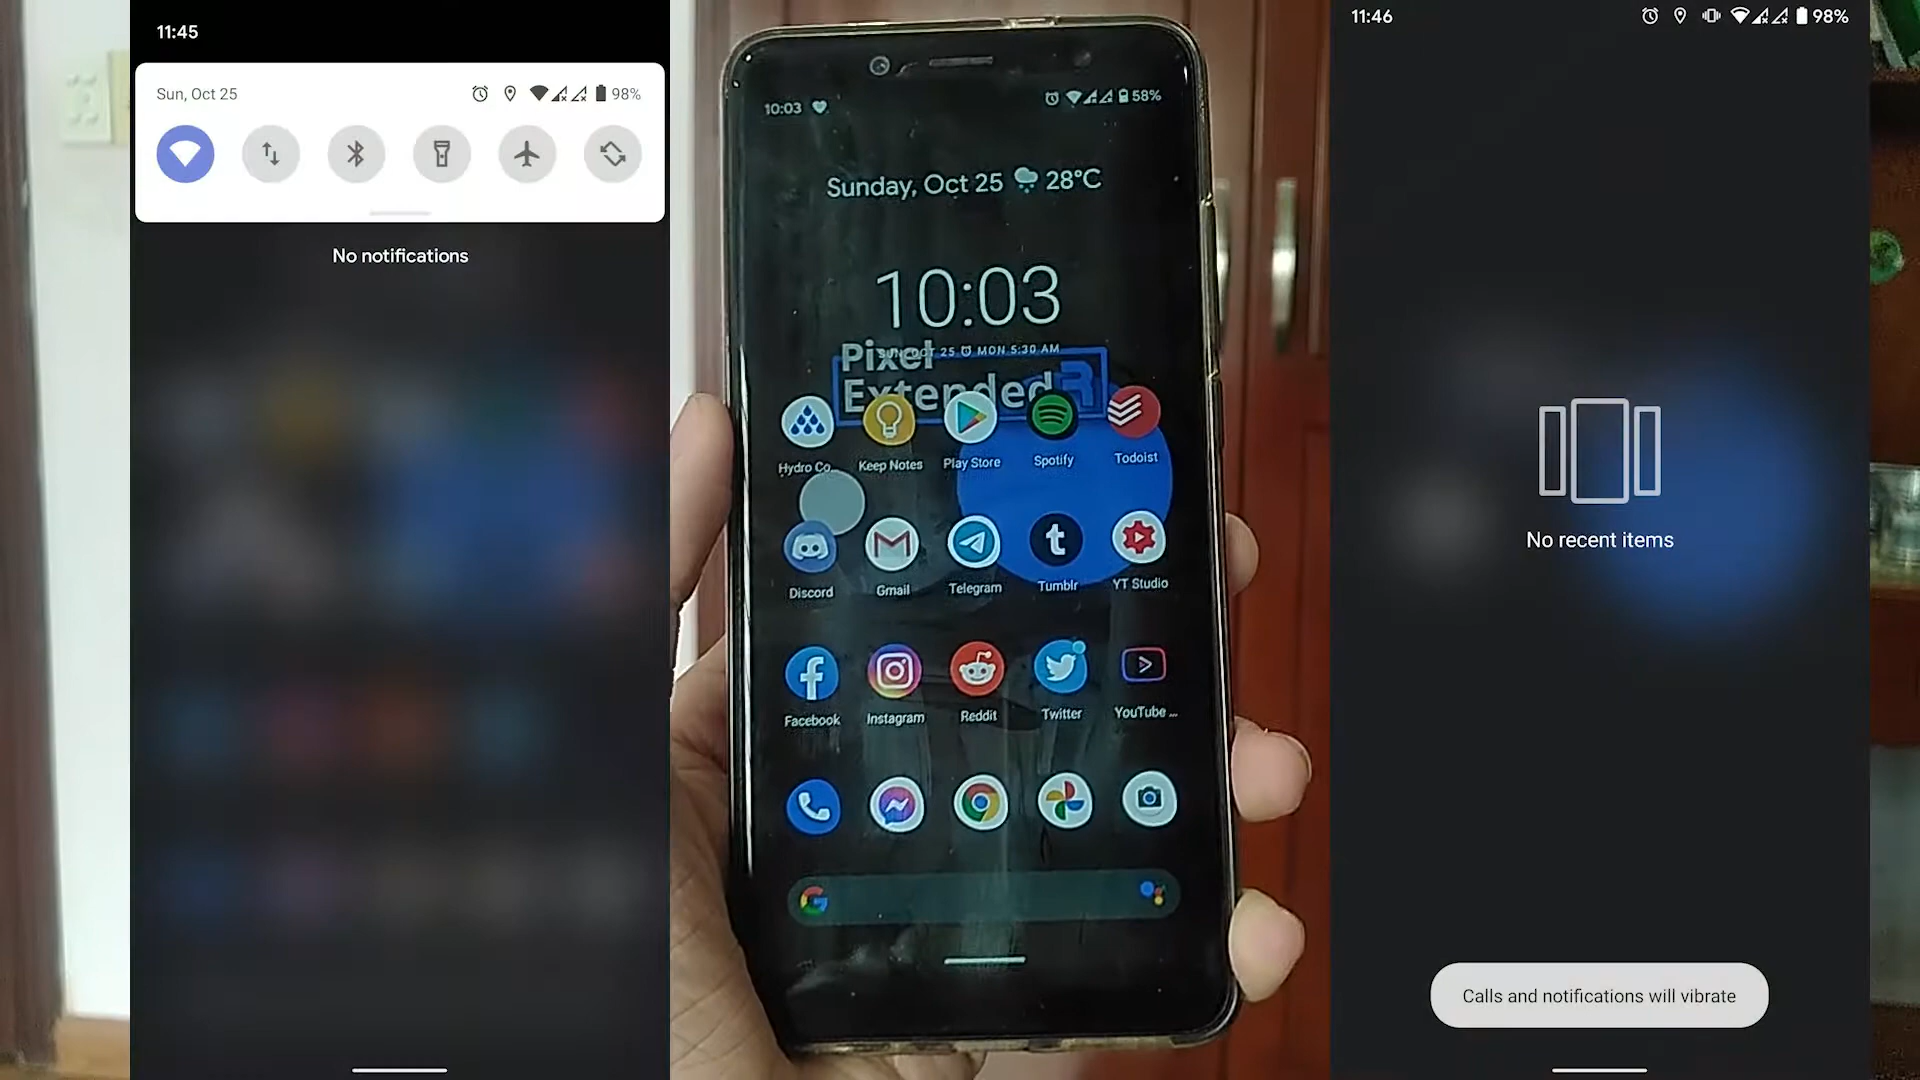 11:45
Sun, Oct 25
98%
No notifications
10:03
58%
Sunday, Oct 25 28°C
10:03
SUN, OCT 25 MON 5:30 AM
Pixel
Extended
R
Hydro Co...
Keep Notes
Play Store
Spotify
Todoist
Discord
Gmail
Telegram
Tumblr
YT Studio
Facebook
Instagram
Reddit
Twitter
YouTube ...
11:46
98%
No recent items
Calls and notifications will vibrate